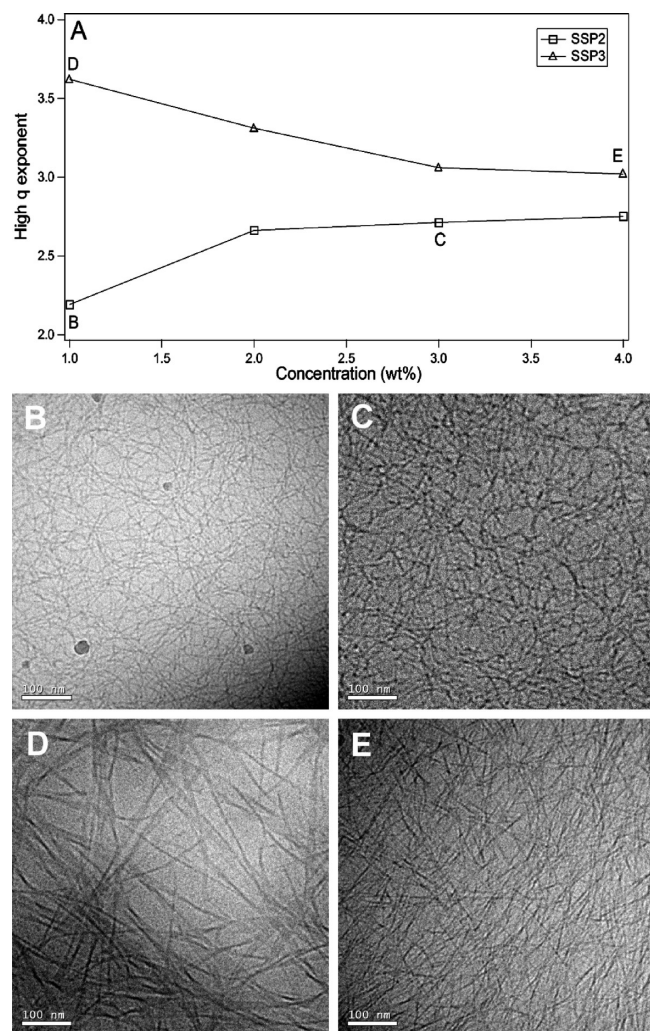 A
4.0
SSP2
SSP3
D
3.5
High q exponent
3.0
E
C
2.5
B
2.0
1.0 1.5 2.0 2.5 3.0 3.5 4.0
Concentration (wt%)
B
C
100 nm
100 nm
D
E
100 nm
100 nm